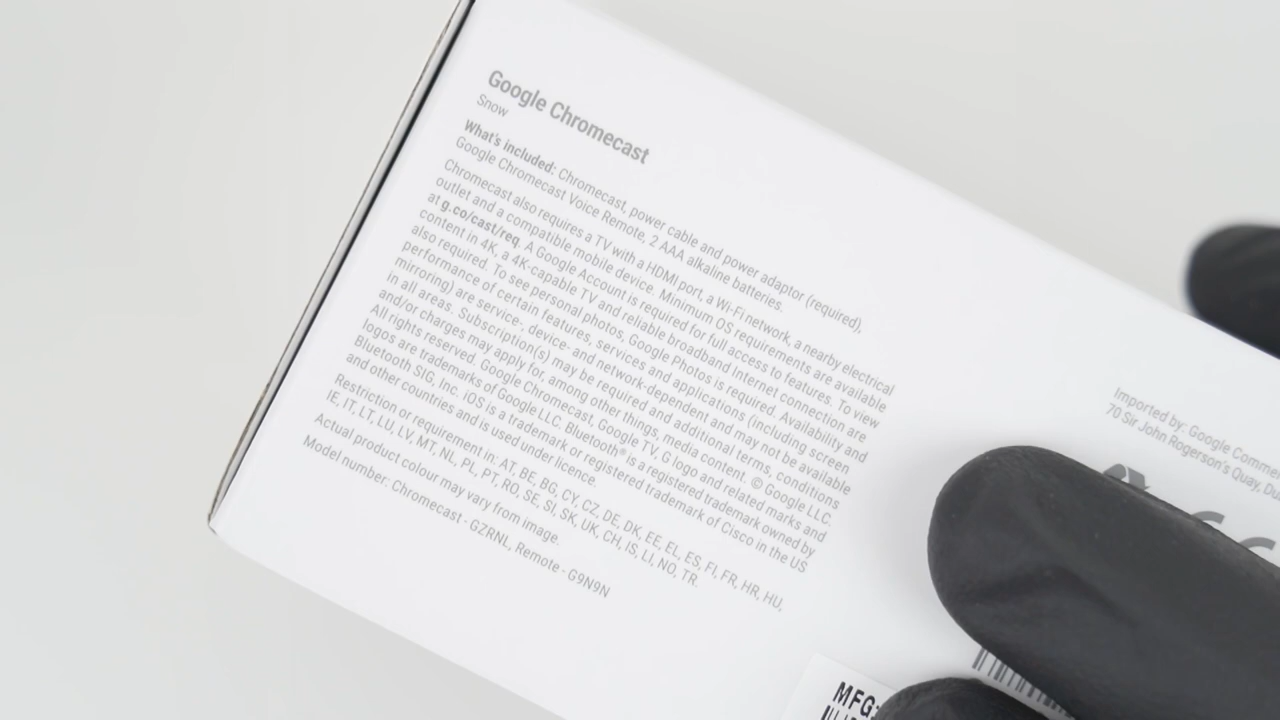 Google Chromecast
Snow
What's included: Chromecast, power cable and power adaptor (required),
Google Chromecast Voice Remote, 2 AAA alkaline batteries.
Chromecast also requires a TV with a HDMI port, a Wi-Fi network, a nearby electrical
outlet and a compatible mobile device. Minimum OS requirements are available
at g.co/cast/req. A Google Account is required for full access to features. To view
content in 4K, a 4K-capable TV and reliable broadband Internet connection are
also required. To see personal photos, Google Photos is required. Availability and
performance of certain features, services and applications (including screen
mirroring) are service-, device- and network-dependent and may not be available
in all areas. Subscription(s) may be required and additional terms, conditions
and/or charges may apply for, among other things, media content. © Google LLC.
All rights reserved. Google Chromecast, Google TV, G logo and related marks and
logos are trademarks of Google LLC. Bluetooth® is a registered trademark owned by
Bluetooth SIG, Inc. iOS is a trademark or registered trademark of Cisco in the US
and other countries and is used under licence.
Restriction or requirement in: AT, BE, BG, CY, CZ, DE, DK, EE, EL, ES, FI, FR, HR, HU,
IE, IT, LT, LU, LV, MT, NL, PL, PT, RO, SE, SI, SK, UK, CH, IS, LI, NO, TR.
Actual product colour may vary from image.
Model number: Chromecast - GZRNL, Remote - G9N9N
Imported by: Google
70 Sir John Rogerson's Quay,
MFG: